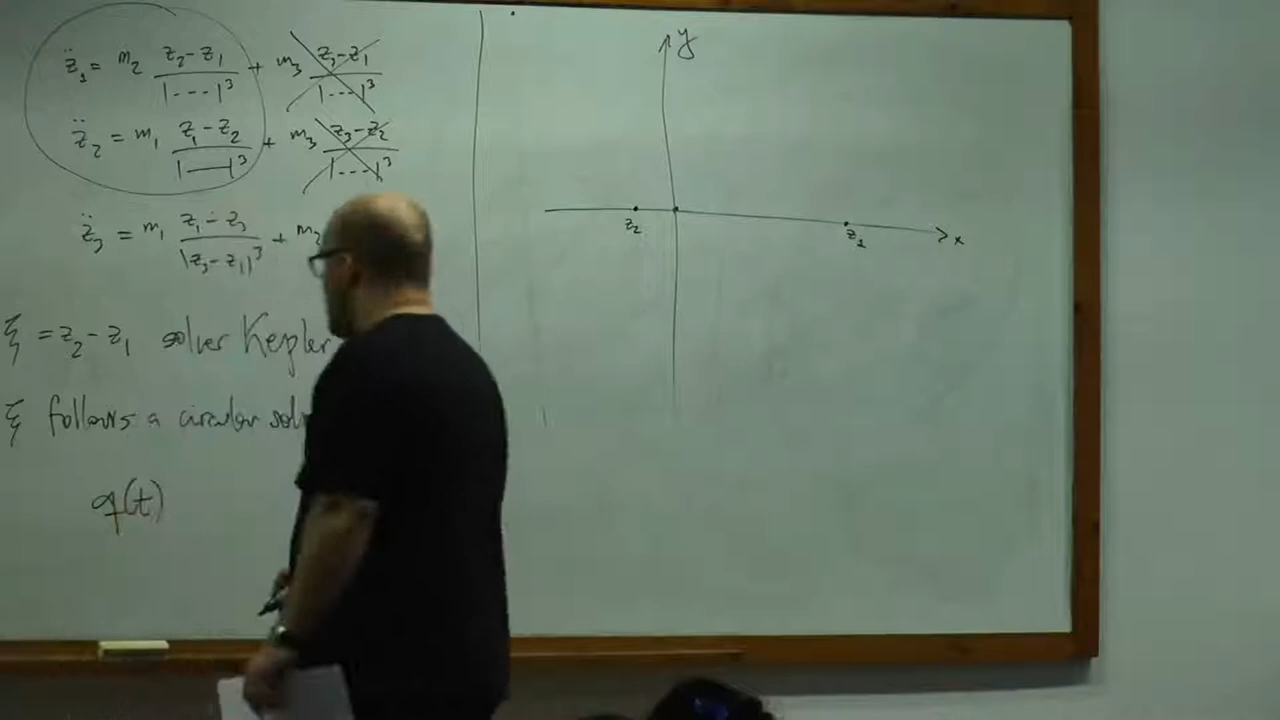 z̈₁ = m₂ (z₂ - z₁)/|---|³ + m₃ (z₃ - z₁)/|---|³
z̈₂ = m₁ (z₁ - z₂)/|—|³ + m₃ (z₃ - z₂)/|---|³
z̈₃ = m₁ (z₁ - z₃)/|z₃ - z₁|³ + m₂
ξ = z₂ - z₁ solves Kepler
ξ follows a circular
q(t)
y
z₂
z₁
x